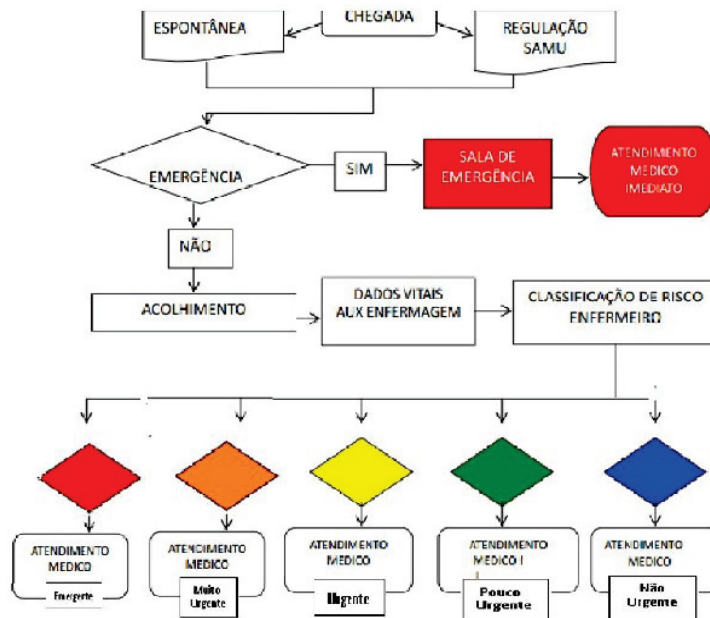 CHEGADA
ESPONTÂNEA
REGULAÇÃO
SAMU
EMERGÊNCIA
SIM
SALA DE
EMERGÊNCIA
ATENDIMENTO
MEDICO
IMEDIATO
NÃO
ACOLHIMENTO
DADOS VITAIS
AUX ENFERMAGEM
CLASSIFICAÇÃO DE RISCO
ENFERMEIRO
ATENDIMENTO
MEDICO
Emergente
ATENDIMENTO
MEDICO
Muito
Urgente
ATENDIMENTO
MEDICO
Urgente
ATENDIMENTO
MEDICO I
Pouco
Urgente
ATENDIMENTO
MEDICO
Não
Urgente